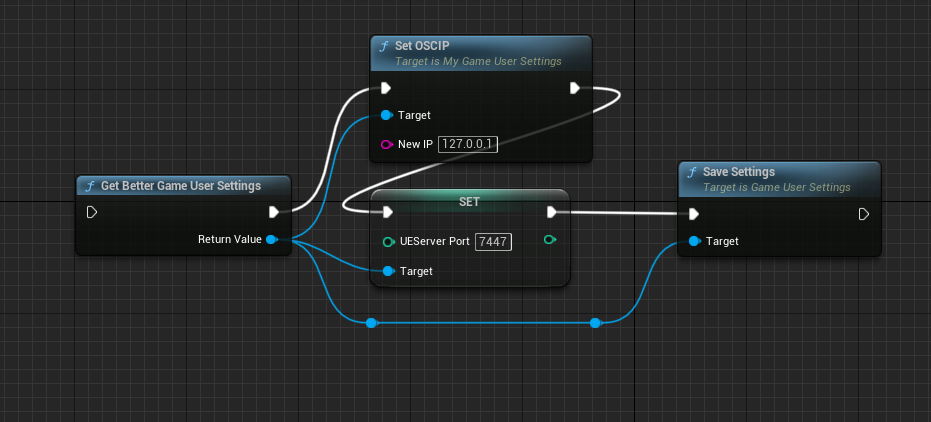 f Set OSCIP
Target is My Game User Settings
Target
New IP 127.0.0.1
f Get Better Game User Settings
Return Value
SET
UEServer Port 7447
Target
f Save Settings
Target is Game User Settings
Target